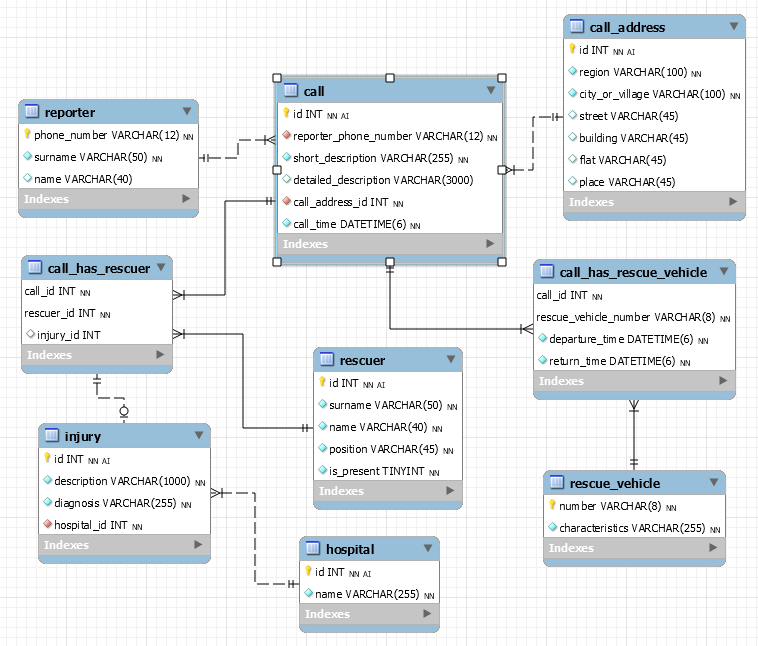 reporter
phone_number VARCHAR(12) NN
surname VARCHAR(50) NN
name VARCHAR(40)
Indexes
call
id INT NN AI
reporter_phone_number VARCHAR(12) NN
short_description VARCHAR(255) NN
detailed_description VARCHAR(3000)
call_address_id INT NN
call_time DATETIME(6) NN
Indexes
call_address
id INT NN AI
region VARCHAR(100) NN
city_or_village VARCHAR(100) NN
street VARCHAR(45)
building VARCHAR(45)
flat VARCHAR(45)
place VARCHAR(45)
Indexes
call_has_rescuer
call_id INT NN
rescuer_id INT NN
injury_id INT
Indexes
call_has_rescue_vehicle
call_id INT NN
rescue_vehicle_number VARCHAR(8) NN
departure_time DATETIME(6) NN
return_time DATETIME(6) NN
Indexes
rescuer
id INT NN AI
surname VARCHAR(50) NN
name VARCHAR(40) NN
position VARCHAR(45) NN
is_present TINYINT NN
Indexes
injury
id INT NN AI
description VARCHAR(1000) NN
diagnosis VARCHAR(255) NN
hospital_id INT NN
Indexes
rescue_vehicle
number VARCHAR(8) NN
characteristics VARCHAR(255) NN
Indexes
hospital
id INT NN AI
name VARCHAR(255) NN
Indexes